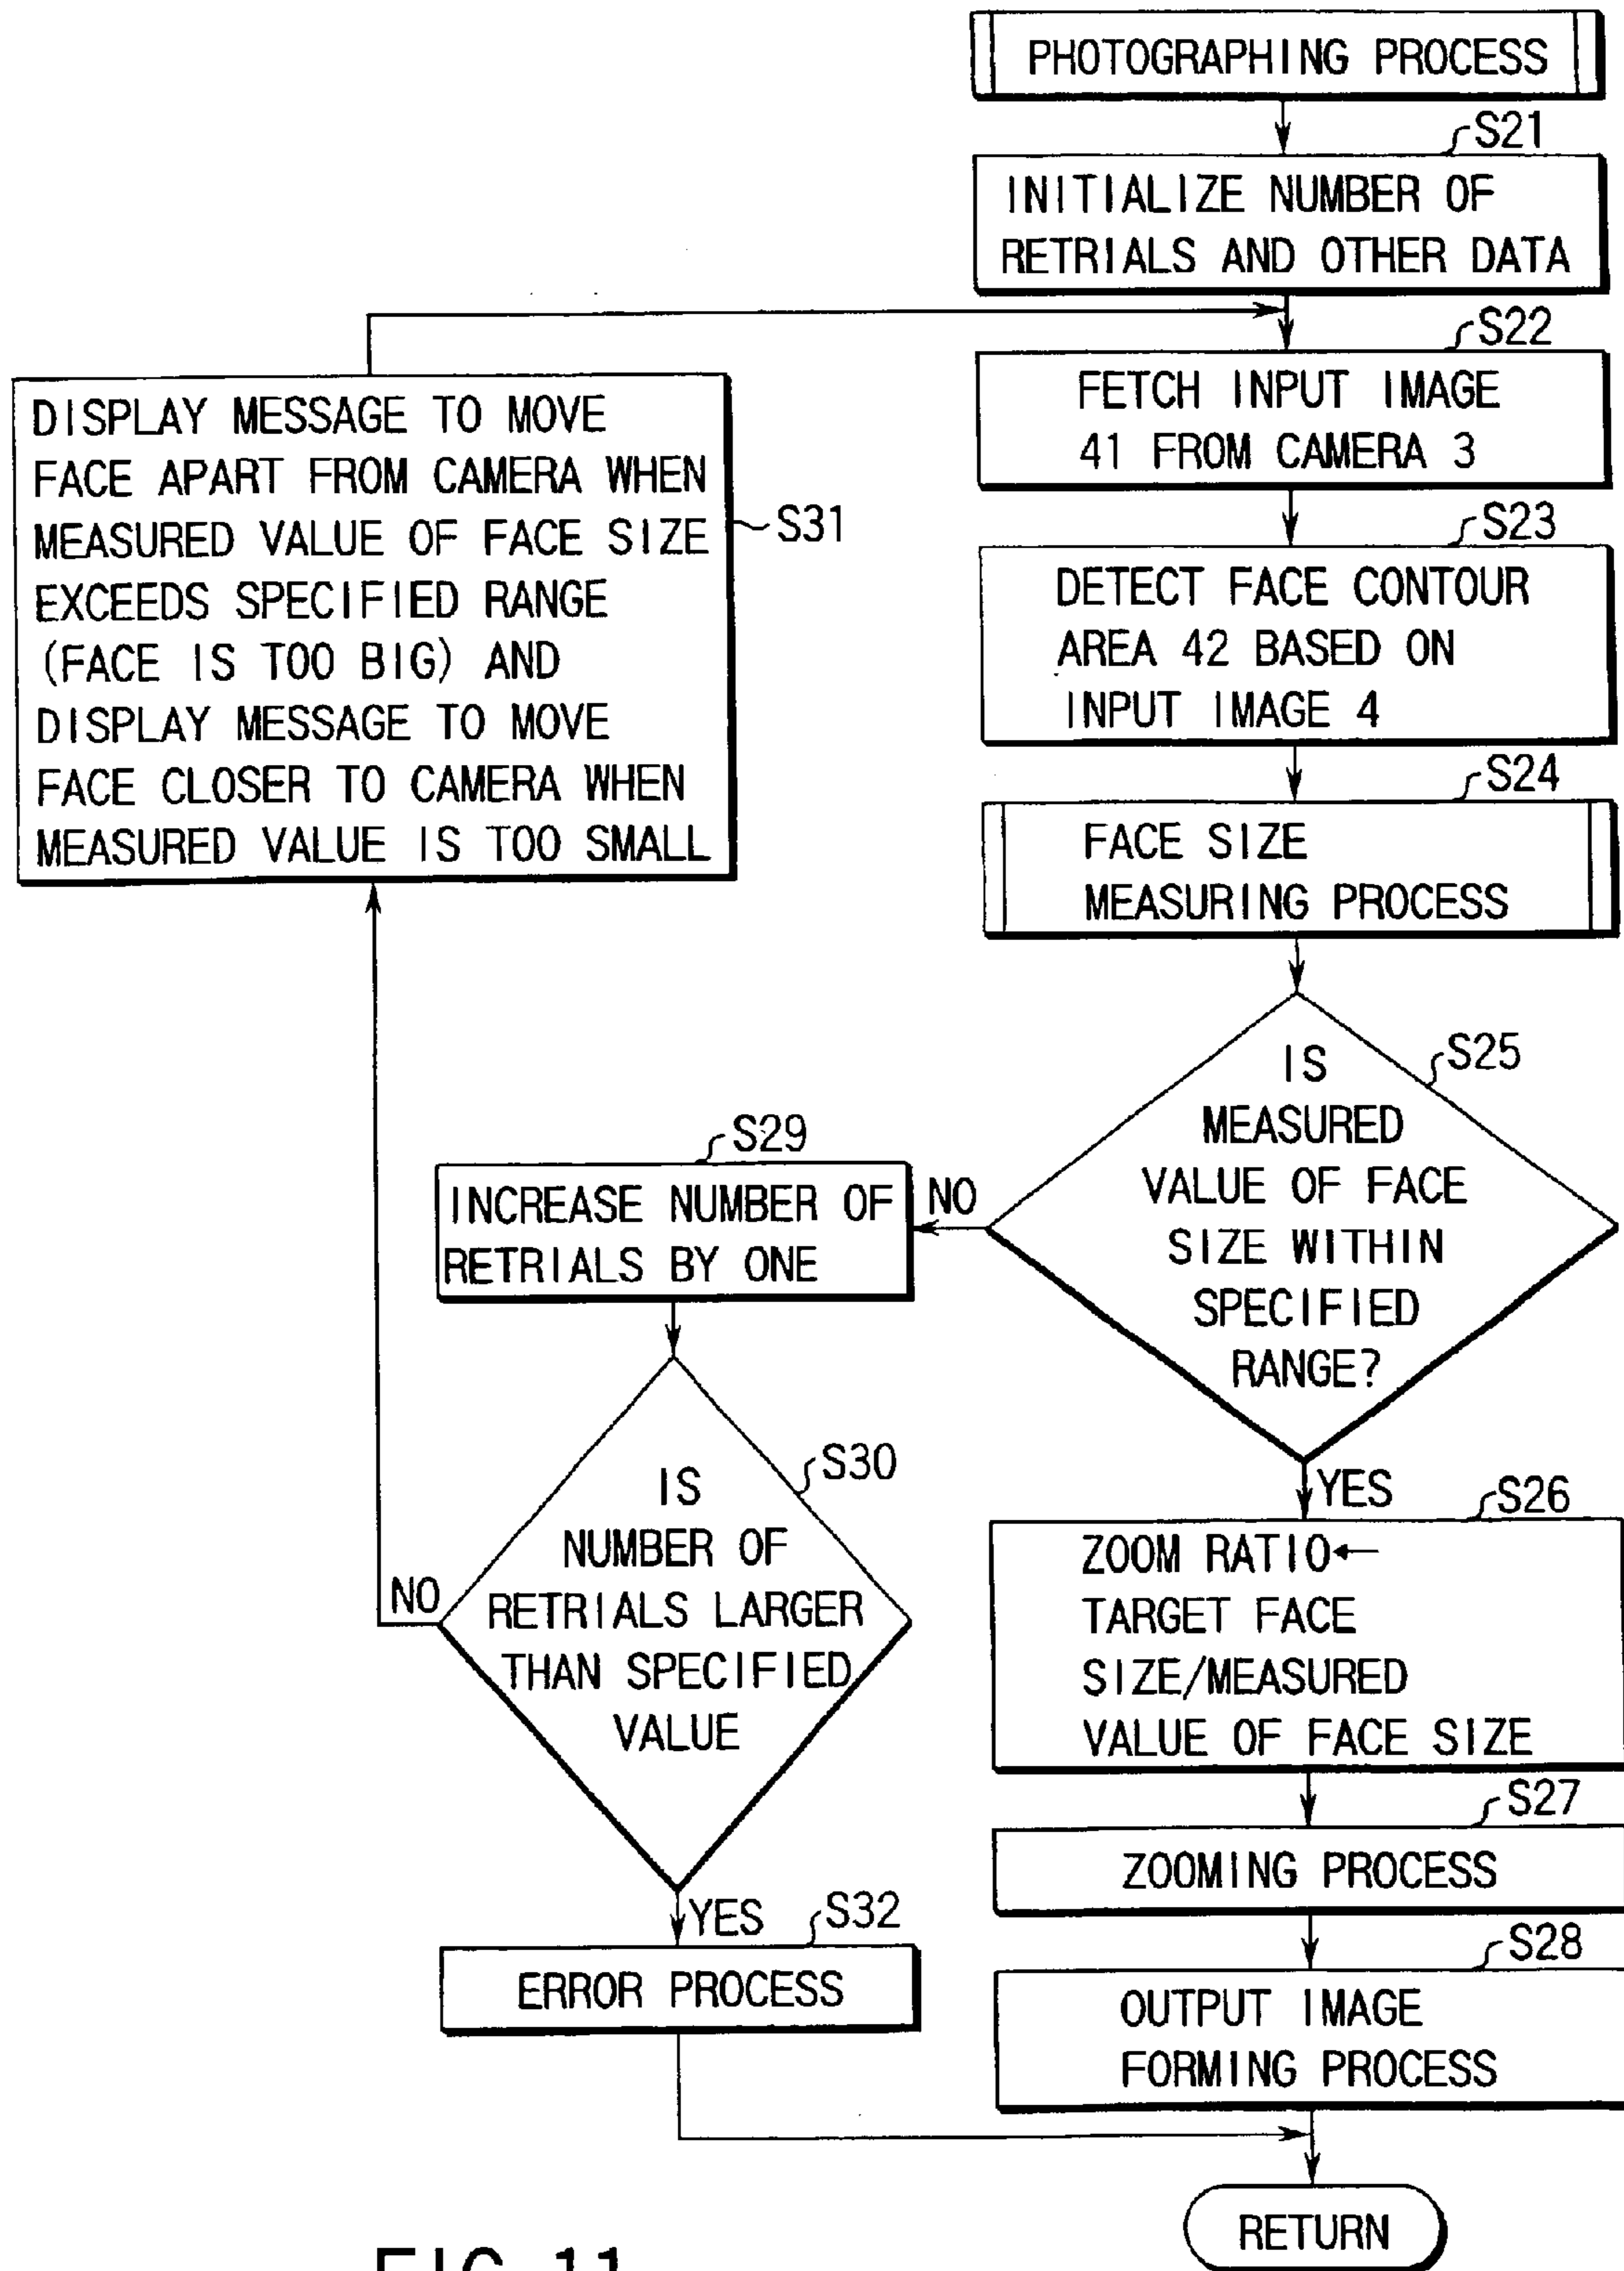 PHOTOGRAPHING PROCESS
S21
INITIALIZE NUMBER OF
RETRIALS AND OTHER DATA
S22
FETCH INPUT IMAGE
41 FROM CAMERA 3
S23
DETECT FACE CONTOUR
AREA 42 BASED ON
INPUT IMAGE 4
S24
FACE SIZE
MEASURING PROCESS
S25
IS
MEASURED
VALUE OF FACE
SIZE WITHIN
SPECIFIED
RANGE?
NO
YES
S26
ZOOM RATIO←
TARGET FACE
SIZE/MEASURED
VALUE OF FACE SIZE
S27
ZOOMING PROCESS
S28
OUTPUT IMAGE
FORMING PROCESS
S29
INCREASE NUMBER OF
RETRIALS BY ONE
S30
IS
NUMBER OF
RETRIALS LARGER
THAN SPECIFIED
VALUE
NO
YES
S31
DISPLAY MESSAGE TO MOVE
FACE APART FROM CAMERA WHEN
MEASURED VALUE OF FACE SIZE
EXCEEDS SPECIFIED RANGE
(FACE IS TOO BIG) AND
DISPLAY MESSAGE TO MOVE
FACE CLOSER TO CAMERA WHEN
MEASURED VALUE IS TOO SMALL
S32
ERROR PROCESS
RETURN
FIG. 11